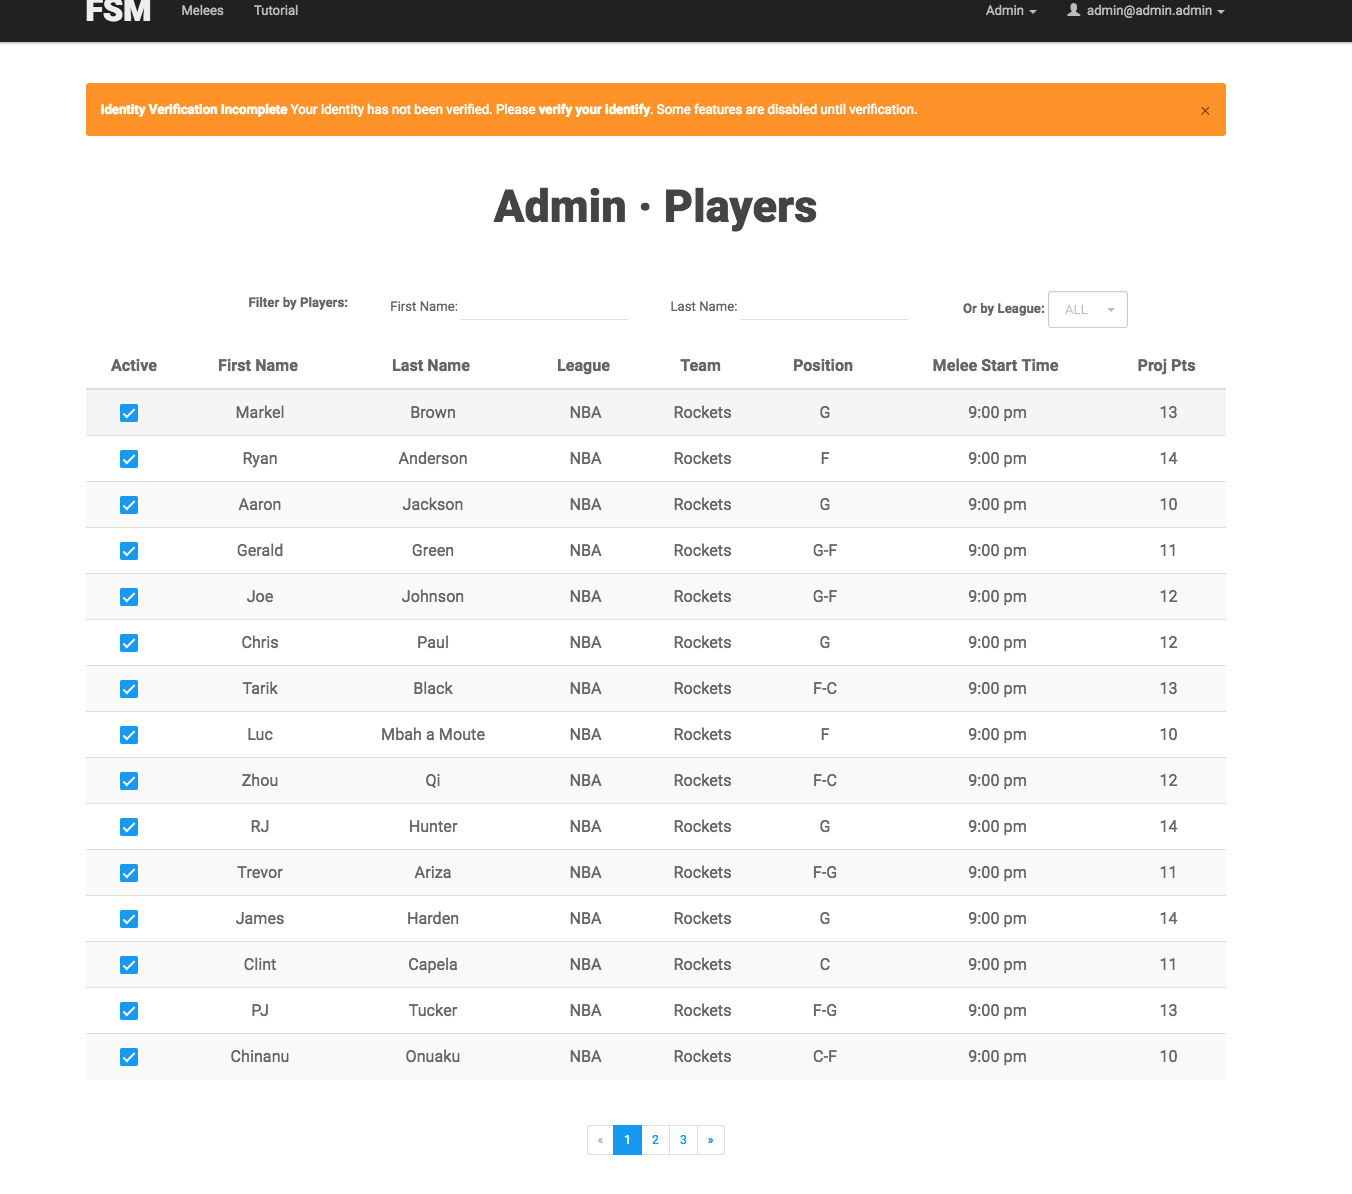 FSM Melees Tutorial Admin admin@admin.admin
Identity Verification Incomplete Your identity has not been verified. Please verify your identify. Some features are disabled until verification. ×
Admin · Players
Filter by Players: First Name: Last Name: Or by League: ALL
Active First Name Last Name League Team Position Melee Start Time Proj Pts
Markel Brown NBA Rockets G 9:00 pm 13
Ryan Anderson NBA Rockets F 9:00 pm 14
Aaron Jackson NBA Rockets G 9:00 pm 10
Gerald Green NBA Rockets G-F 9:00 pm 11
Joe Johnson NBA Rockets G-F 9:00 pm 12
Chris Paul NBA Rockets G 9:00 pm 12
Tarik Black NBA Rockets F-C 9:00 pm 13
Luc Mbah a Moute NBA Rockets F 9:00 pm 10
Zhou Qi NBA Rockets F-C 9:00 pm 12
RJ Hunter NBA Rockets G 9:00 pm 14
Trevor Ariza NBA Rockets F-G 9:00 pm 11
James Harden NBA Rockets G 9:00 pm 14
Clint Capela NBA Rockets C 9:00 pm 11
PJ Tucker NBA Rockets F-G 9:00 pm 13
Chinanu Onuaku NBA Rockets C-F 9:00 pm 10
« 1 2 3 »